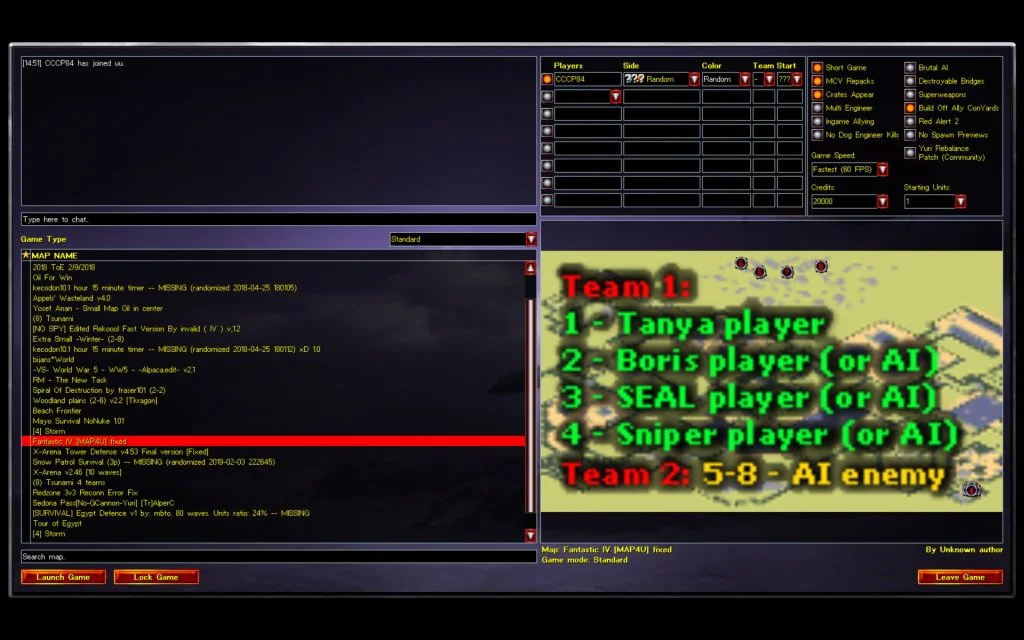 [14:51] CCCP84 has joined uu.
Type here to chat..
Game Type
Standard
MAP NAME
2018 ToE 2/9/2018
Oil For Win
kecodon10.1 hour 15 minute timer -- MISSING (randomized 2018-04-25 180105)
Appels' Wasteland v4.0
Yosef Anan - Small Map Oil in center
(8) Tsunami
[NO SPY] Edited Rekoool Fast Version By invalid ( IV ) v,1.2
Extra Small -Winter- (2-8)
kecodon10.1 hour 15 minute timer -- MISSING (randomized 2018-04-25 180112) xD 1.0
bijans*World
-VS- World War 5 - WW5 - -Alpaca.edit- v2.1
RM - The New Task
Spiral Of Destruction by traser101 (2-2)
Woodland plains (2-6) v2.2 [Tkragon]
Beach Frontier
Mayo Survival NoNuke 1.01
[4] Storm
Fantastic IV [MAP4U] fixed
X-Arena Tower Defense v4.53 Final version [Fixed]
Snow Patrol Survival (3p) -- MISSING (randomized 2019-02-03 222645)
X-Arena v2.46 [10 waves]
(8) Tsunami 4 teams
Redzone 3v3 Reconn Error Fix
Sedona Pass[No-GCannon-Yuri] [Tr]AlperC
[SURVIVAL] Egypt Defence v1 by: mbto. 80 waves. Units ratio: 24% -- MISSING
Tour of Egypt
[4] Storm
Search map..
Launch Game
Lock Game
Players Side Color Team Start
CCCP84 ??? Random Random - ???
Short Game
MCV Repacks
Crates Appear
Multi Engineer
Ingame Allying
No Dog Engineer Kills
Brutal AI
Destroyable Bridges
Superweapons
Build Off Ally ConYards
Red Alert 2
No Spawn Previews
Yuri Rebalance
Patch (Community)
Game Speed:
Fastest (60 FPS)
Credits:
20000
Starting Units:
1
Team 1:
1 - Tanya player
2 - Boris player (or AI)
3 - SEAL player (or AI)
4 - Sniper player (or AI)
Team 2: 5-8 - AI enemy
Map: Fantastic IV [MAP4U] fixed
By Unknown author
Game mode: Standard
Leave Game